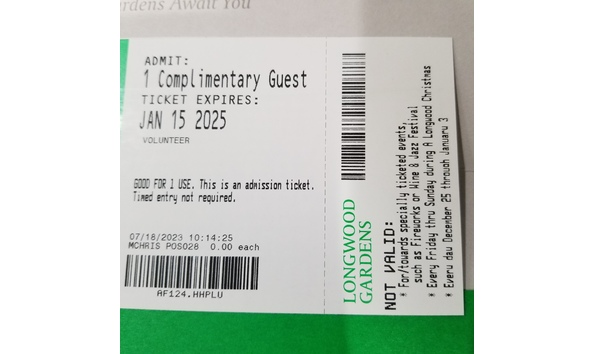 ardens Await You
ADMIT:
1 Complimentary Guest
TICKET EXPIRES:
JAN 15 2025
VOLUNTEER
GOOD FOR 1 USE. This is an admission ticket.
Timed entry not required.
07/16/2023 10:14:25
MCHRIS POS028 0.00 each
AF124.HHPLU
LONGWOOD
GARDENS
NOT VALID:
* For/towards specially ticketed events,
such as Fireworks or Wine & Jazz Festival
* Every Friday thru Sunday during A Longwood Christmas
* Every day December 25 through January 3